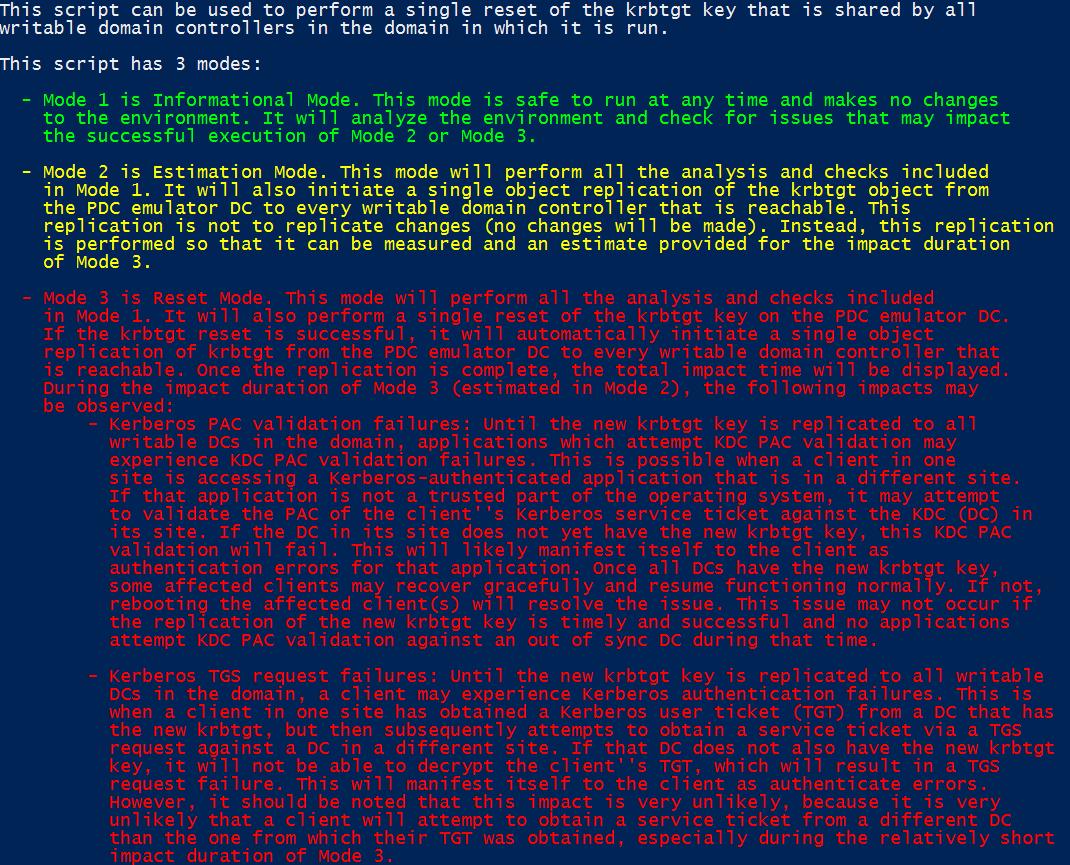 This script can be used to perform a single reset of the krbtgt key that is shared by all
writable domain controllers in the domain in which it is run.
This script has 3 modes:
- Mode 1 is Informational Mode. This mode is safe to run at any time and makes no changes
to the environment. It will analyze the environment and check for issues that may impact
the successful execution of Mode 2 or Mode 3.
- Mode 2 is Estimation Mode. This mode will perform all the analysis and checks included
in Mode 1. It will also initiate a single object replication of the krbtgt object from
the PDC emulator DC to every writable domain controller that is reachable. This
replication is not to replicate changes (no changes will be made). Instead, this replication
is performed so that it can be measured and an estimate provided for the impact duration
of Mode 3.
- Mode 3 is Reset Mode. This mode will perform all the analysis and checks included
in Mode 1. It will also perform a single reset of the krbtgt key on the PDC emulator DC.
If the krbtgt reset is successful, it will automatically initiate a single object
replication of krbtgt from the PDC emulator DC to every writable domain controller that
is reachable. Once the replication is complete, the total impact time will be displayed.
During the impact duration of Mode 3 (estimated in Mode 2), the following impacts may
be observed:
- Kerberos PAC validation failures: Until the new krbtgt key is replicated to all
writable DCs in the domain, applications which attempt KDC PAC validation may
experience KDC PAC validation failures. This is possible when a client in one
site is accessing a Kerberos-authenticated application that is in a different site.
If that application is not a trusted part of the operating system, it may attempt
to validate the PAC of the client''s Kerberos service ticket against the KDC (DC) in
its site. If the DC in its site does not yet have the new krbtgt key, this KDC PAC
validation will fail. This will likely manifest itself to the client as
authentication errors for that application. Once all DCs have the new krbtgt key,
some affected clients may recover gracefully and resume functioning normally. If not,
rebooting the affected client(s) will resolve the issue. This issue may not occur if
the replication of the new krbtgt key is timely and successful and no applications
attempt KDC PAC validation against an out of sync DC during that time.
- Kerberos TGS request failures: Until the new krbtgt key is replicated to all writable
DCs in the domain, a client may experience Kerberos authentication failures. This is
when a client in one site has obtained a Kerberos user ticket (TGT) from a DC that has
the new krbtgt, but then subsequently attempts to obtain a service ticket via a TGS
request against a DC in a different site. If that DC does not also have the new krbtgt
key, it will not be able to decrypt the client''s TGT, which will result in a TGS
request failure. This will manifest itself to the client as authenticate errors.
However, it should be noted that this impact is very unlikely, because it is very
unlikely that a client will attempt to obtain a service ticket from a different DC
than the one from which their TGT was obtained, especially during the relatively short
impact duration of Mode 3.